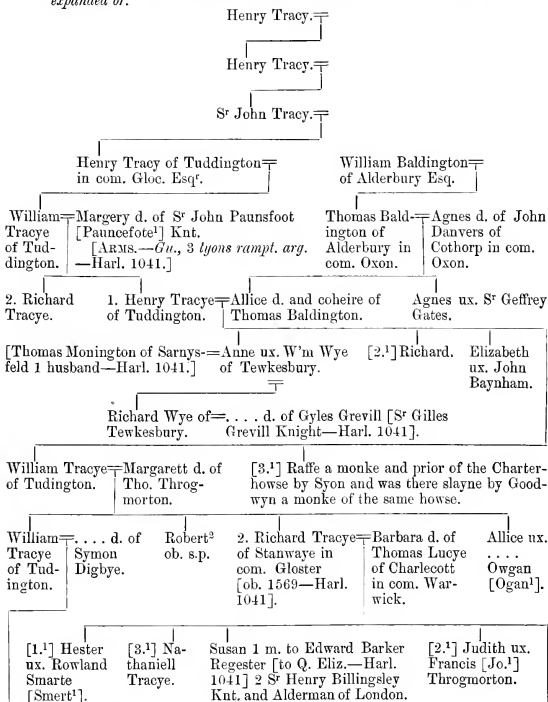 expanded or.
Henry Tracy.
Henry Tracy.
Sr John Tracy.
Henry Tracy of Tuddington
in com. Gloc. Esqr.
William Baldington
of Alderbury Esq.
William
Tracye
of Tud-
dington.
Margery d. of Sr John Paunsfoot
[Pauncefote1] Knt.
[ARMS.—Gu., 3 lyons rampt. arg.
—Harl. 1041.]
Thomas Bald-
ington of
Alderbury in
com. Oxon.
Agnes d. of John
Danvers of
Cothorp in com.
Oxon.
2. Richard
Tracye.
1. Henry Tracye
of Tuddington.
Allice d. and coheire of
Thomas Baldington.
Agnes ux. Sr Geffrey
Gates.
[Thomas Monington of Sarnys-
feld 1 husband—Harl. 1041.]
Anne ux. W'm Wye
of Tewkesbury.
[2.1] Richard.
Elizabeth
ux. John
Baynham.
Richard Wye of
Tewkesbury.
. . . . d. of Gyles Grevill [Sr Gilles
Grevill Knight—Harl. 1041].
William Tracye
of Tudington.
Margarett d. of
Tho. Throg-
morton.
[3.1] Raffe a monke and prior of the Charter-
howse by Syon and was there slayne by Good-
wyn a monke of the same howse.
William
Tracye
of Tud-
ington.
. . . . d. of
Symon
Digbye.
Robert2
ob. s.p.
2. Richard Tracye
of Stanwaye in
com. Gloster
[ob. 1569—Harl.
1041].
Barbara d. of
Thomas Lucye
of Charlecott
in com. War-
wick.
Allice ux.
. . . .
Owgan
[Ogan1].
[1.1] Hester
ux. Rowland
Smarte
[Smert1].
[3.1] Na-
thaniell
Tracye.
Susan 1 m. to Edward Barker
Regester [to Q. Eliz.—Harl.
1041] 2 Sr Henry Billingsley
Knt. and Alderman of London.
[2.1] Judith ux.
Francis [Jo.1]
Throgmorton.